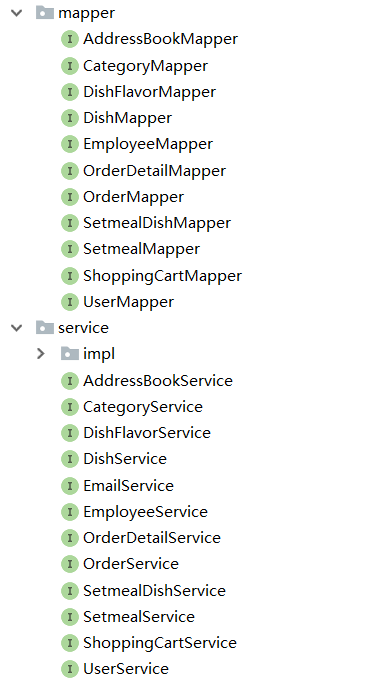 mapper
AddressBookMapper
CategoryMapper
DishFlavorMapper
DishMapper
EmployeeMapper
OrderDetailMapper
OrderMapper
SetmealDishMapper
SetmealMapper
ShoppingCartMapper
UserMapper
service
impl
AddressBookService
CategoryService
DishFlavorService
DishService
EmailService
EmployeeService
OrderDetailService
OrderService
SetmealDishService
SetmealService
ShoppingCartService
UserService